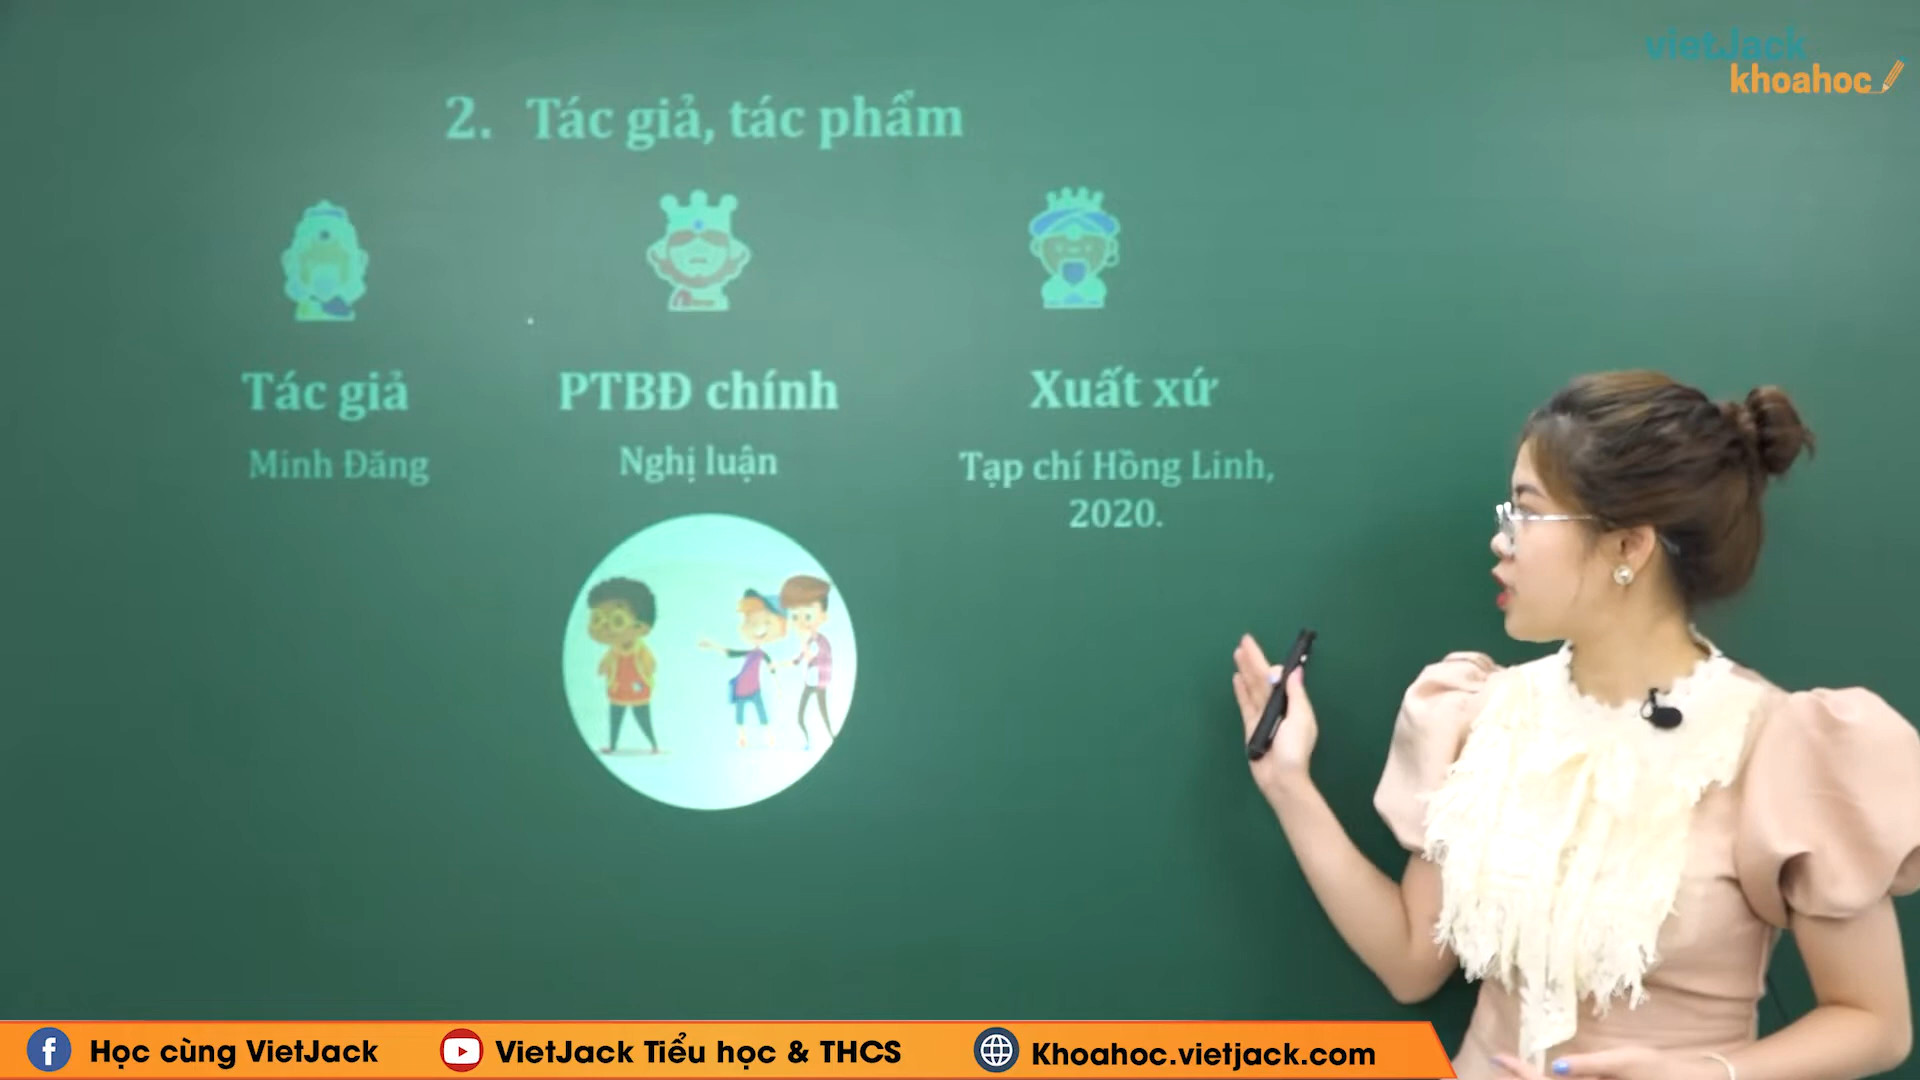 vietJack
khoahoc
2. Tác giả, tác phẩm
Tác giả
Minh Đăng
PTBĐ chính
Nghị luận
Xuất xứ
Tạp chí Hồng Linh,
2020.
Học cùng VietJack
VietJack Tiểu học & THCS
Khoahoc.vietjack.com